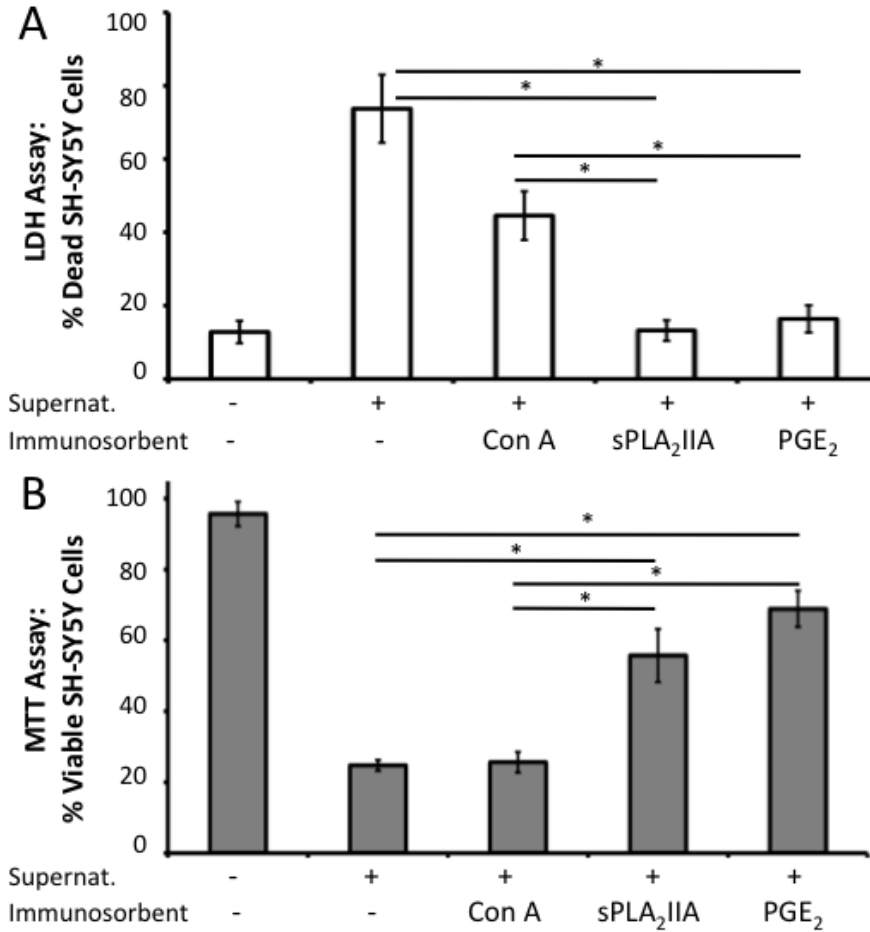 A
LDH Assay:
% Dead SH-SY5Y Cells
100
80
60
40
20
0
*
*
*
*
Supernat. - + + + +
Immunosorbent - - Con A sPLA₂IIA PGE₂
B
MTT Assay:
% Viable SH-SY5Y Cells
100
80
60
40
20
0
*
*
*
*
Supernat. - + + + +
Immunosorbent - - Con A sPLA₂IIA PGE₂